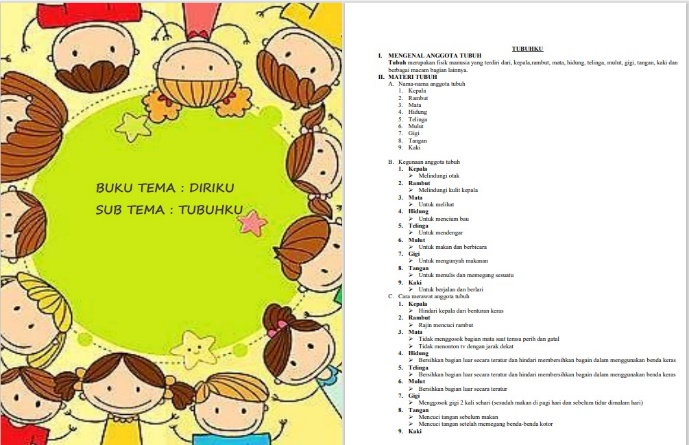 BUKU TEMA : DIRIKU
SUB TEMA : TUBUHKU
TUBUHKU
I. MENGENAL ANGGOTA TUBUH
Tubuh merupakan fisik manusia yang terdiri dari, kepala,rambut, mata, hidung, telinga, mulut, gigi, tangan, kaki dan
berbagai macam bagian lainnya.
II. MATERI TUBUH
A. Nama-nama anggota tubuh
1. Kepala
2. Rambut
3. Mata
4. Hidung
5. Telinga
6. Mulut
7. Gigi
8. Tangan
9. Kaki
B. Kegunaan anggota tubuh
1. Kepala
➢ Melindungi otak
2. Rambut
➢ Melindungi kulit kepala
3. Mata
➢ Untuk melihat
4. Hidung
➢ Untuk mencium bau
5. Telinga
➢ Untuk mendengar
6. Mulut
➢ Untuk makan dan berbicara
7. Gigi
➢ Untuk mengunyah makanan
8. Tangan
➢ Untuk menulis dan memegang sesuatu
9. Kaki
➢ Untuk berjalan dan berlari
C. Cara merawat anggota tubuh
1. Kepala
➢ Hindari kepala dari benturan keras
2. Rambut
➢ Rajin mencuci rambut
3. Mata
➢ Tidak menggosok bagian mata saat terasa perih dan gatal
➢ Tidak menonton tv dengan jarak dekat
4. Hidung
➢ Bersihkan bagian luar secara teratur dan hindari membersihkan bagain dalam menggunakan benda keras
5. Telinga
➢ Bersihkan bagian luar secara teratur dan hindari membersihkan bagain dalam menggunakan benda keras
6. Mulut
➢ Bersihkan bagian luar secara teratur
7. Gigi
➢ Menggosok gigi 2 kali sehari (sesudah makan di pagi hari dan sebelum tidur dimalam hari)
8. Tangan
➢ Mencuci tangan sebelum makan
➢ Mencuci tangan setelah memegang benda-benda kotor
9. Kaki